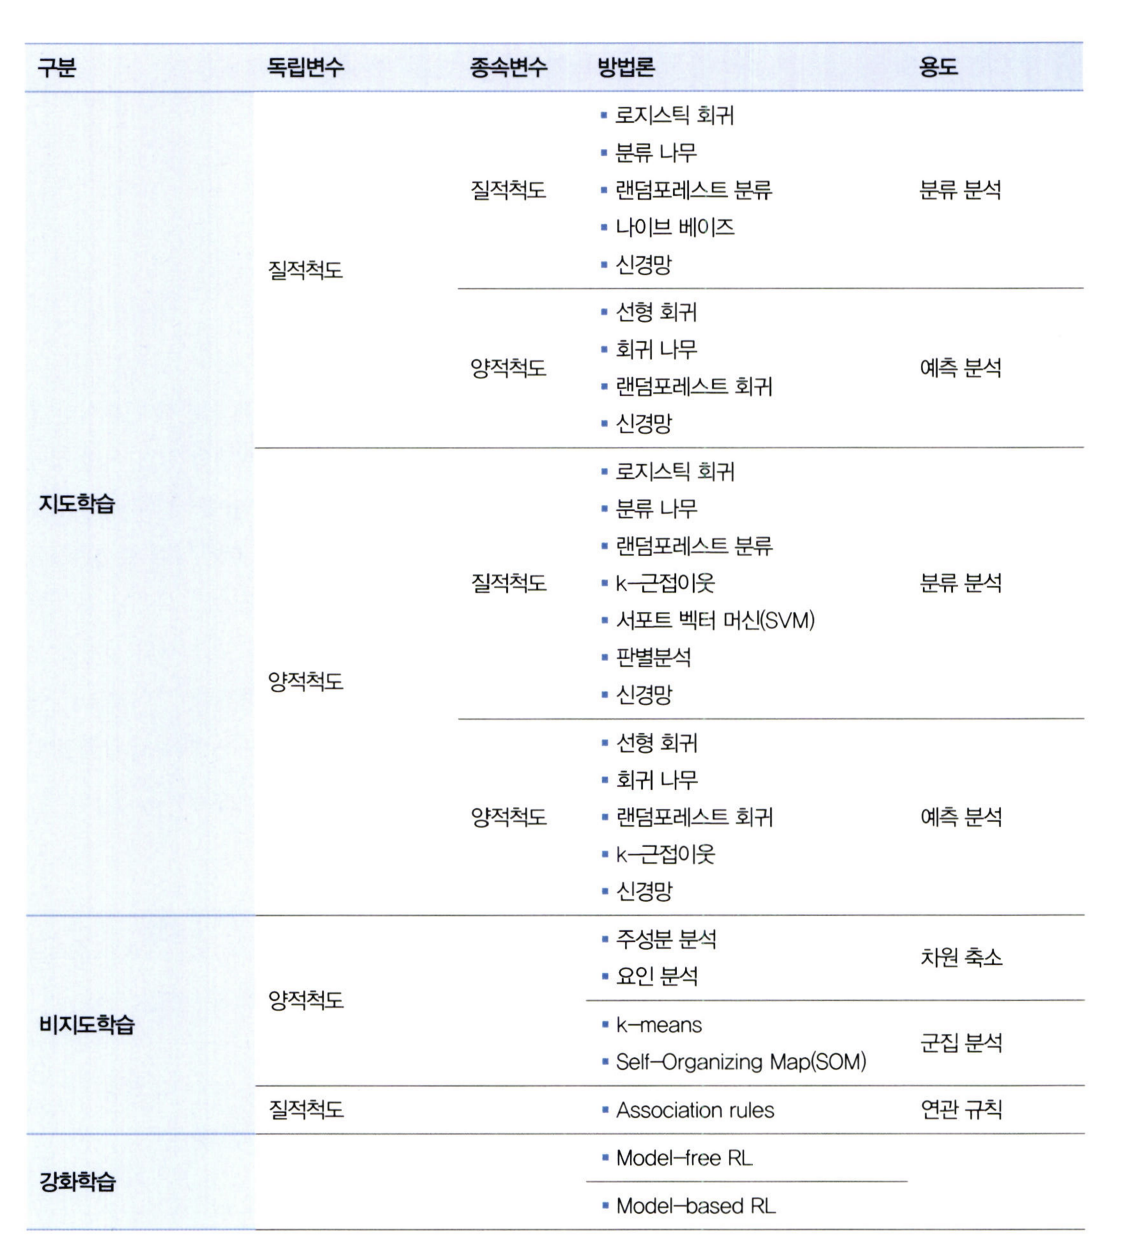 구분 독립변수 종속변수 방법론 용도
▪ 로지스틱 회귀
▪ 분류 나무
질적척도 ▪ 랜덤포레스트 분류 분류 분석
▪ 나이브 베이즈
▪ 신경망
질적척도
▪ 선형 회귀
▪ 회귀 나무
양적척도 예측 분석
▪ 랜덤포레스트 회귀
▪ 신경망
▪ 로지스틱 회귀
지도학습
▪ 분류 나무
▪ 랜덤포레스트 분류
질적척도 ▪ k-근접이웃 분류 분석
▪ 서포트 벡터 머신(SVM)
▪ 판별분석
양적척도
▪ 신경망
▪ 선형 회귀
▪ 회귀 나무
양적척도 ▪ 랜덤포레스트 회귀 예측 분석
▪ k-근접이웃
▪ 신경망
▪ 주성분 분석
차원 축소
▪ 요인 분석
양적척도
비지도학습 ▪ k-means
군집 분석
▪ Self-Organizing Map(SOM)
질적척도 ▪ Association rules 연관 규칙
▪ Model-free RL
강화학습
▪ Model-based RL